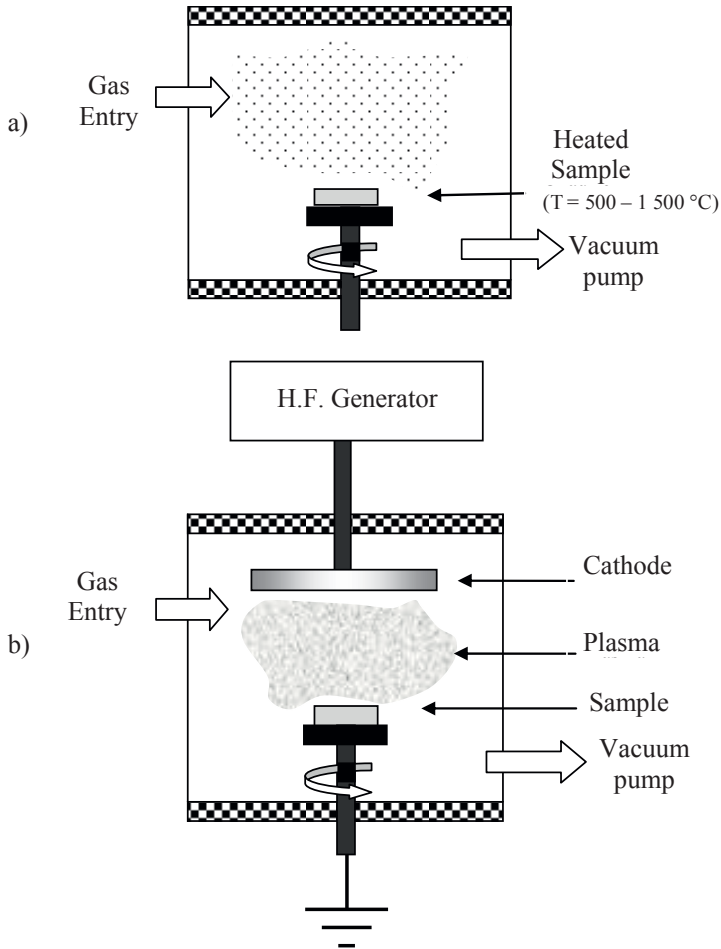 a)
Gas
Entry
Heated
Sample
(T = 500 – 1 500 °C)
Vacuum
pump
H.F. Generator
b)
Gas
Entry
Cathode
Plasma
Sample
Vacuum
pump